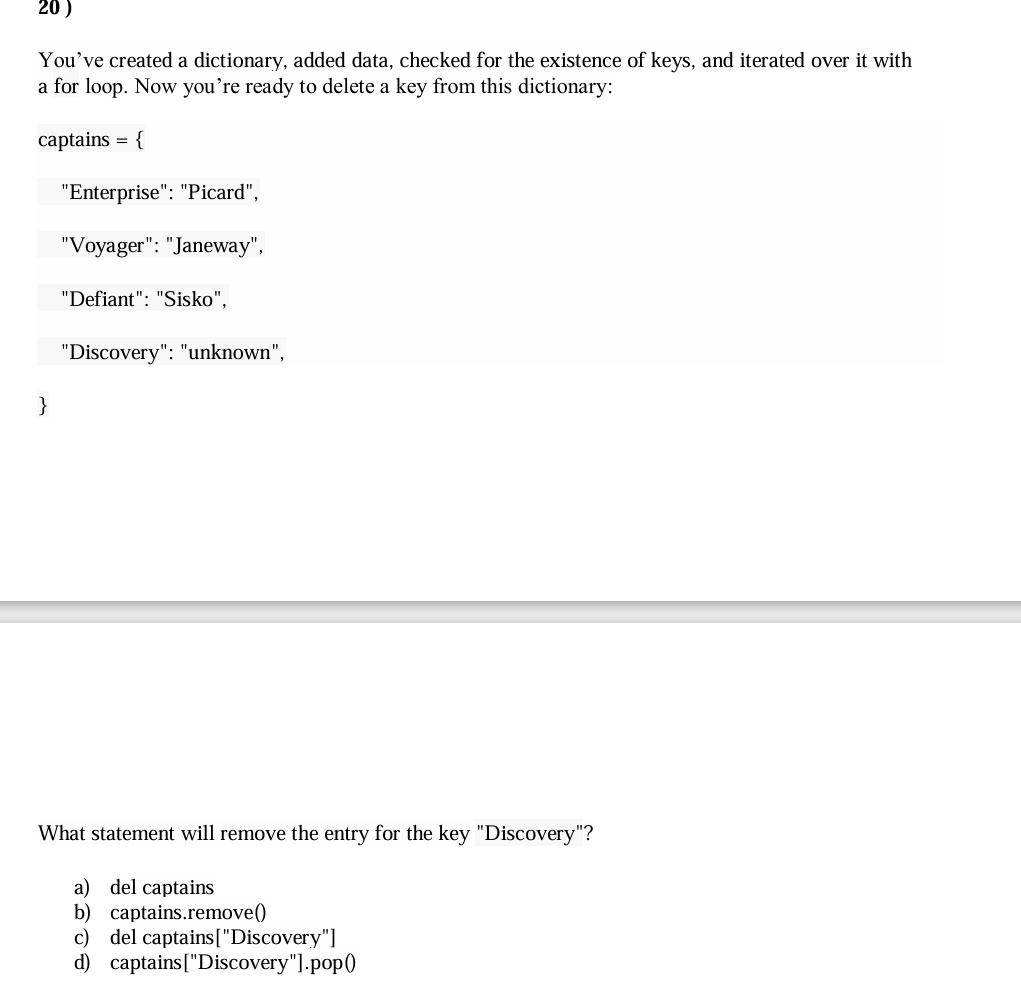 20 )
You’ve created a dictionary, added data, checked for the existence of keys, and iterated over it with
a for loop. Now you’re ready to delete a key from this dictionary:
captains = {
"Enterprise": "Picard",
"Voyager": "Janeway",
"Defiant": "Sisko",
"Discovery": "unknown",
}
What statement will remove the entry for the key "Discovery"?
a) del captains
b) captains.remove()
c) del captains["Discovery"]
d) captains["Discovery"].pop()